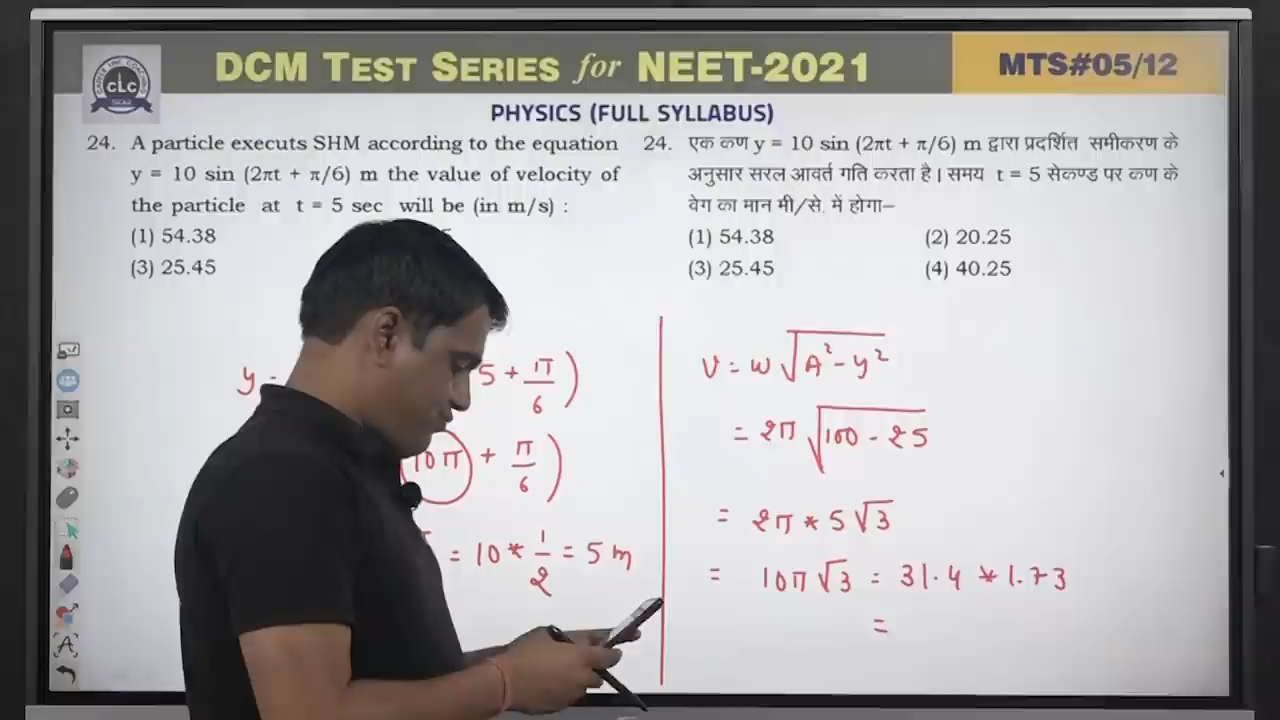 DCM TEST SERIES for NEET-2021
MTS#05/12
CLC
PHYSICS (FULL SYLLABUS)
24. A particle executes SHM according to the equation
y = 10 sin (2πt + π/6) m the value of velocity of
the particle at t = 5 sec will be (in m/s) :
(1) 54.38
(3) 25.45
24. एक कण y = 10 sin (2πt + π/6) m द्वारा प्रदर्शित समीकरण के
अनुसार सरल आवर्त गति करता है। समय t = 5 सेकण्ड पर कण के
वेग का मान मी/से. में होगा–
(1) 54.38 (2) 20.25
(3) 25.45 (4) 40.25
y = 5 + π/6 )
10π + π/6 )
= 10 * 1/2 = 5 m
V = ω √(A² - y²)
= 2π √(100 - 25)
= 2π * 5√3
= 10π√3 = 31.4 * 1.73
=